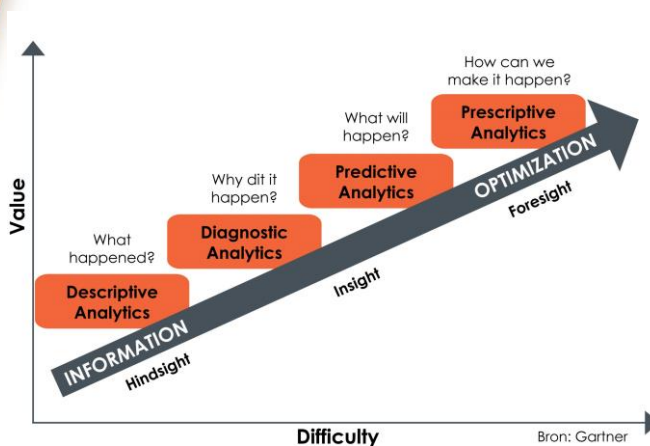 How can we
make it happen?
Prescriptive
Analytics
What will
happen?
Predictive
Analytics
OPTIMIZATION
Foresight
Why dit it
happen?
Diagnostic
Analytics
Insight
What
happened?
Descriptive
Analytics
INFORMATION
Hindsight
Value
Difficulty
Bron: Gartner